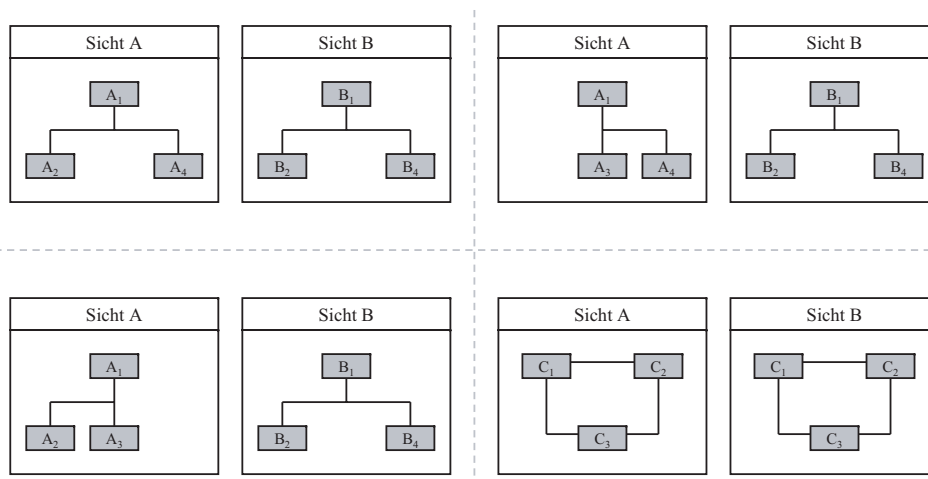 Sicht A
Sicht B
Sicht A
Sicht B
A₁
B₁
A₁
B₁
A₂
A₄
B₂
B₄
A₃
A₄
B₂
B₄
Sicht A
Sicht B
Sicht A
Sicht B
A₁
B₁
C₁
C₂
C₁
C₂
A₂
A₃
B₂
B₄
C₃
C₃